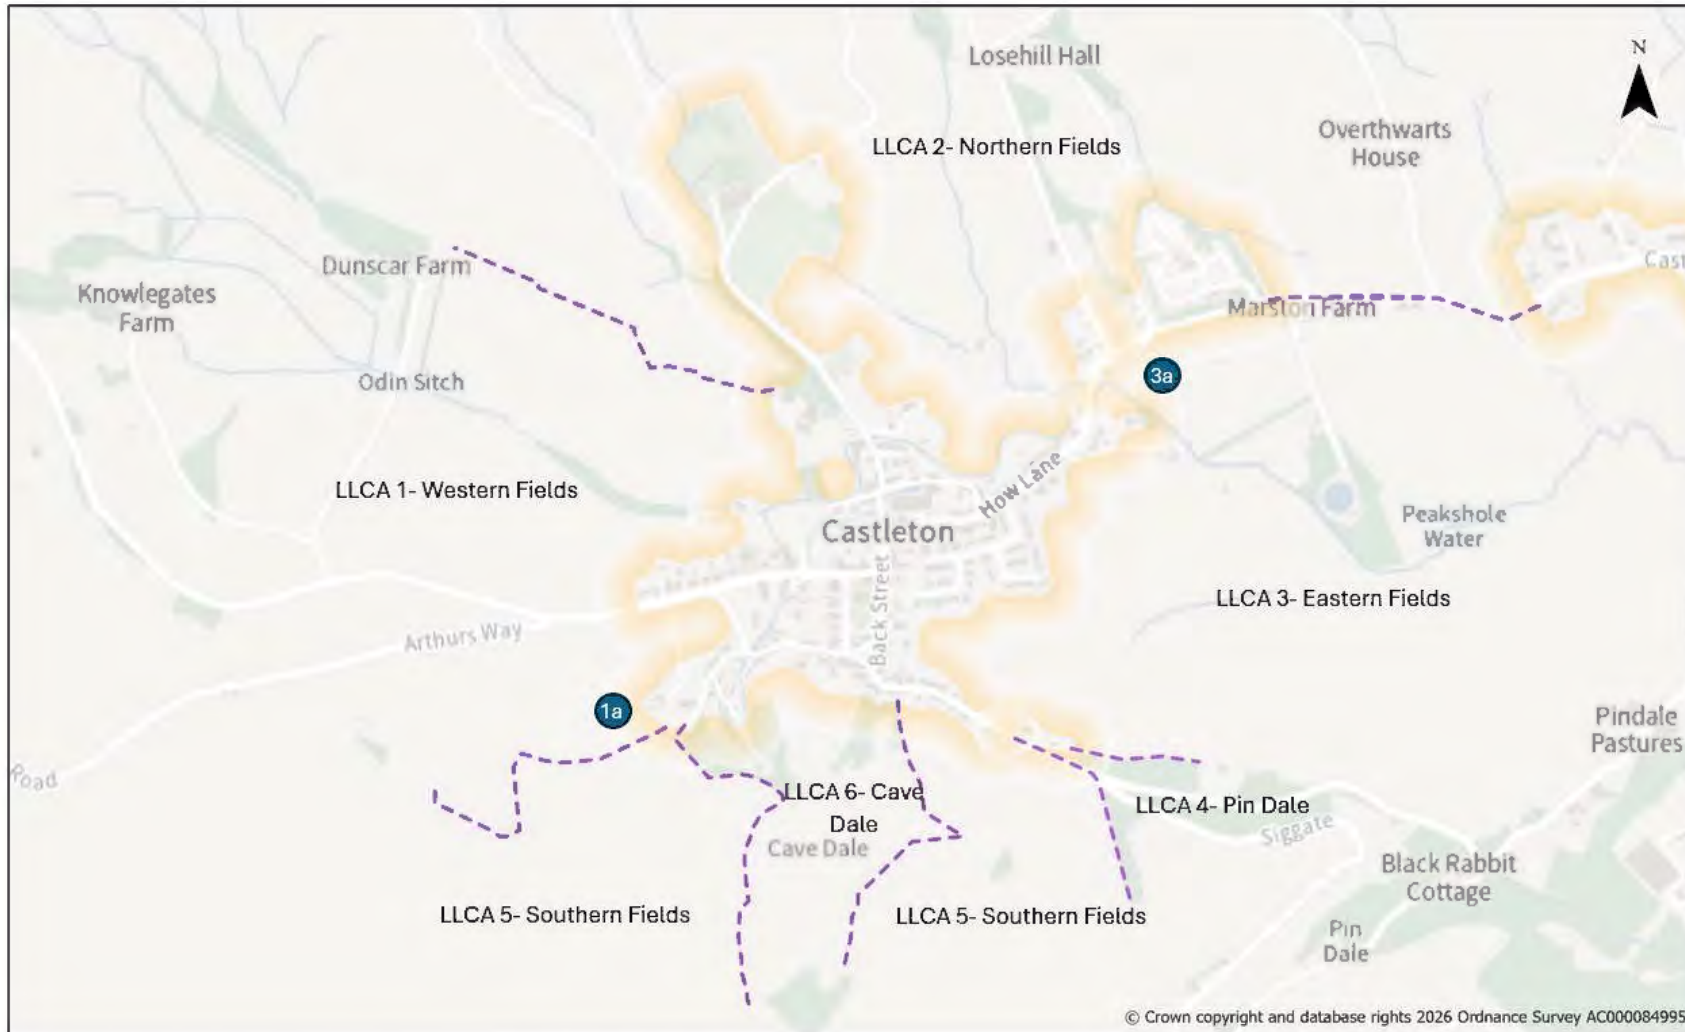 N
Losehill Hall
Overthwarts
House
LLCA 2- Northern Fields
Dunscar Farm
Knowlegates
Farm
Cast
Marston Farm
Odin Sitch
3a
LLCA 1- Western Fields
How Lane
Castleton
Peakshole
Water
LLCA 3- Eastern Fields
Back Street
Arthurs Way
1a
Pindale
Pastures
Road
LLCA 6- Cave
Dale
Cave Dale
LLCA 4- Pin Dale
Siggate
Black Rabbit
Cottage
LLCA 5- Southern Fields
LLCA 5- Southern Fields
Pin
Dale
© Crown copyright and database rights 2026 Ordnance Survey AC0000849959